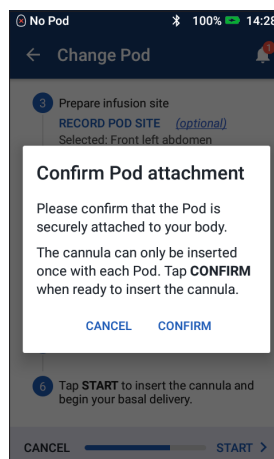 No Pod 100% 14:28
Change Pod
3 Prepare infusion site
RECORD POD SITE (optional)
Selected: Front left abdomen
Confirm Pod attachment
Please confirm that the Pod is
securely attached to your body.
The cannula can only be inserted
once with each Pod. Tap CONFIRM
when ready to insert the cannula.
CANCEL CONFIRM
6 Tap START to insert the cannula and
begin your basal delivery.
CANCEL START